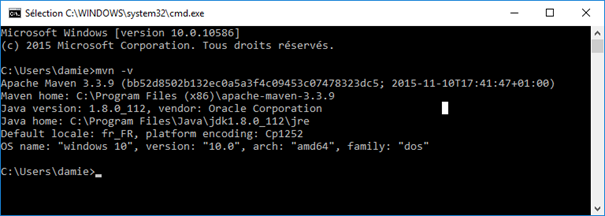 Sélection C:\WINDOWS\system32\cmd.exe
Microsoft Windows [version 10.0.10586]
(c) 2015 Microsoft Corporation. Tous droits réservés.
C:\Users\damie>mvn -v
Apache Maven 3.3.9 (bb52d8502b132ec0a5a3f4c09453c07478323dc5; 2015-11-10T17:41:47+01:00)
Maven home: C:\Program Files (x86)\apache-maven-3.3.9
Java version: 1.8.0_112, vendor: Oracle Corporation
Java home: C:\Program Files\Java\jdk1.8.0_112\jre
Default locale: fr_FR, platform encoding: Cp1252
OS name: "windows 10", version: "10.0", arch: "amd64", family: "dos"
C:\Users\damie>